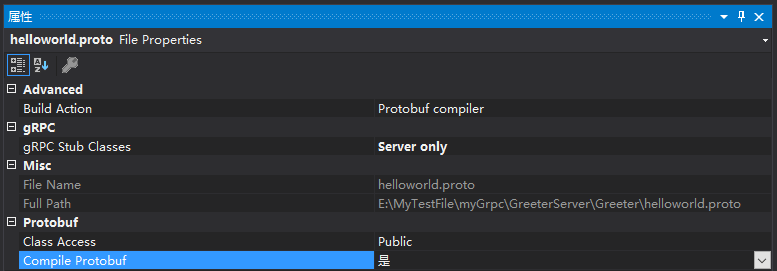 属性
helloworld.proto File Properties
Advanced
Build Action Protobuf compiler
gRPC
gRPC Stub Classes Server only
Misc
File Name helloworld.proto
Full Path E:\MyTestFile\myGrpc\GreeterServer\Greeter\helloworld.proto
Protobuf
Class Access Public
Compile Protobuf 是